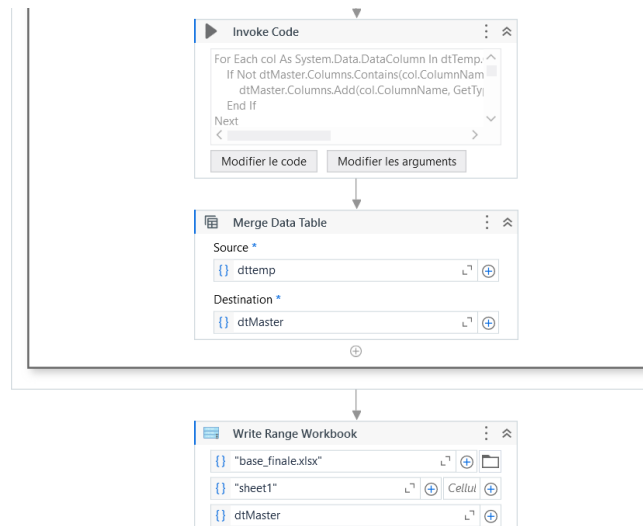 Invoke Code
For Each col As System.Data.DataColumn In dtTemp.
If Not dtMaster.Columns.Contains(col.ColumnNam
dtMaster.Columns.Add(col.ColumnName, GetTy
End If
Next
Modifier le code Modifier les arguments
Merge Data Table
Source *
{} dttemp
Destination *
{} dtMaster
Write Range Workbook
{} "base_finale.xlsx"
{} "sheet1" Cellul
{} dtMaster